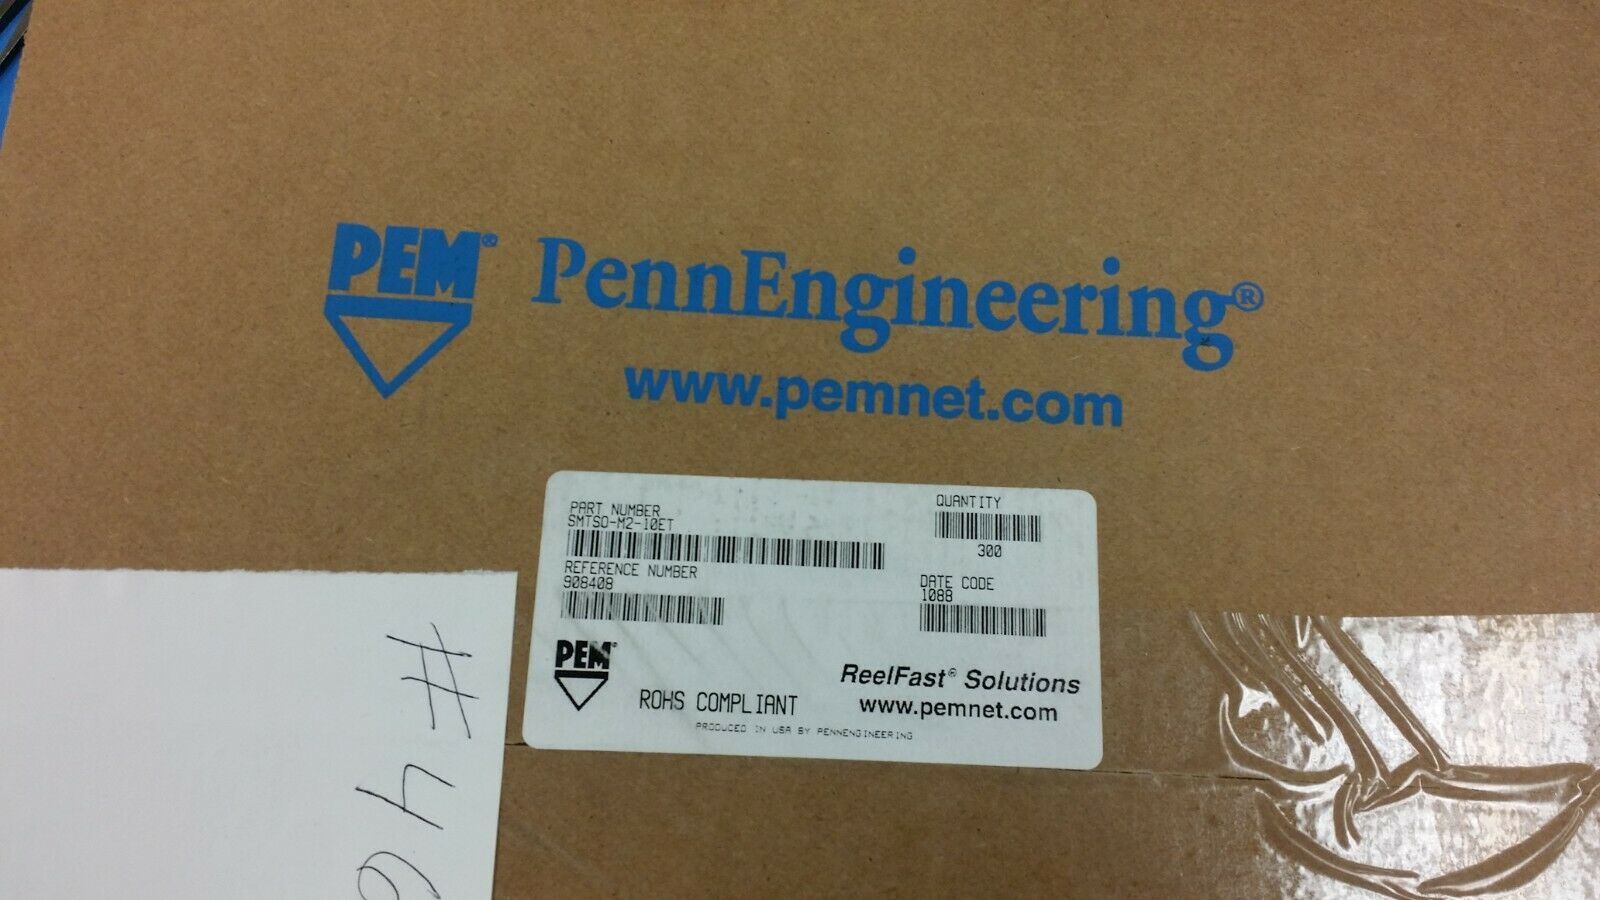 PEM®
PennEngineering®
www.pemnet.com
PART NUMBER
SMTSO-M2-10ET
QUANTITY
300
REFERENCE NUMBER
908408
DATE CODE
1088
PEM®
ROHS COMPLIANT
ReelFast® Solutions
www.pemnet.com
PRODUCED IN USA BY PENNENGINEERING
#46